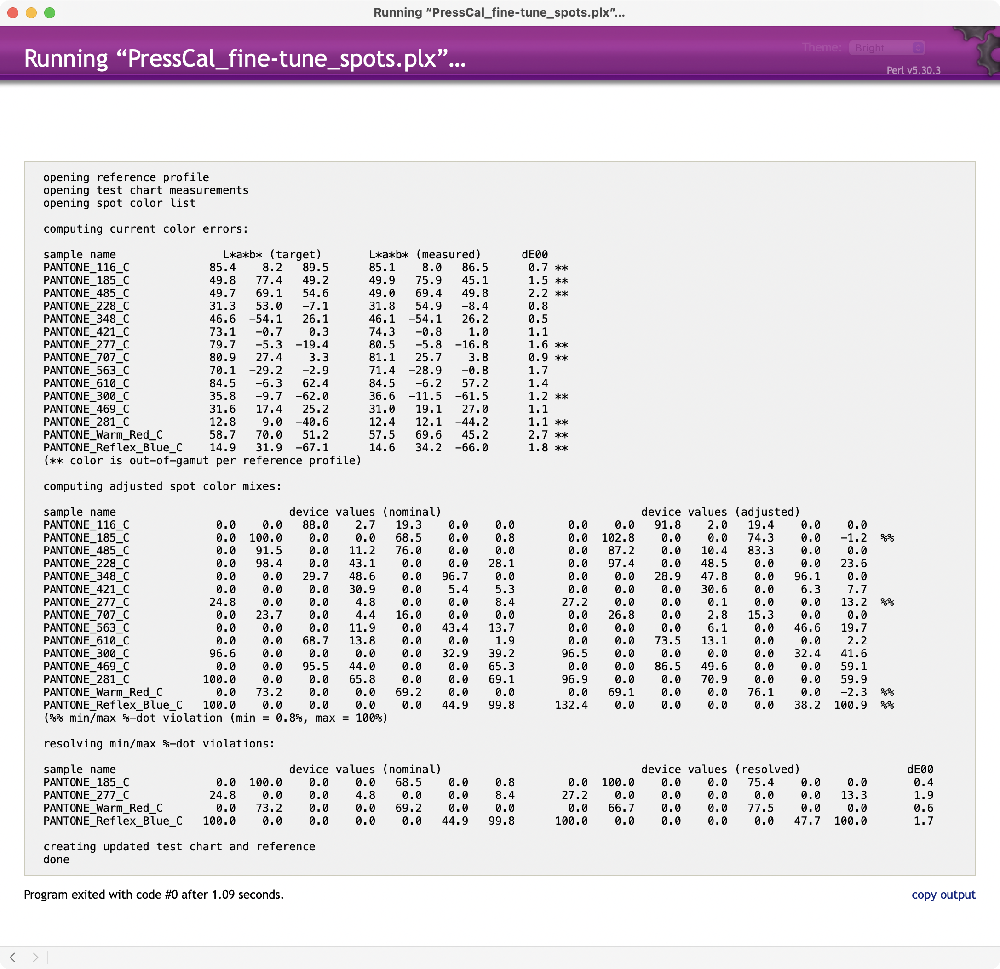 Running “PressCal_fine-tune_spots.plx”...
Running “PressCal_fine-tune_spots.plx”...
Theme: Bright
Perl v5.30.3
opening reference profile
opening test chart measurements
opening spot color list
computing current color errors:
sample name L*a*b* (target) L*a*b* (measured) dE00
PANTONE_116_C 85.4 8.2 89.5 85.1 8.0 86.5 0.7 **
PANTONE_185_C 49.8 77.4 49.2 49.9 75.9 45.1 1.5 **
PANTONE_485_C 49.7 69.1 54.6 49.0 69.4 49.8 2.2 **
PANTONE_228_C 31.3 53.0 -7.1 31.8 54.9 -8.4 0.8
PANTONE_348_C 46.6 -54.1 26.1 46.1 -54.1 26.2 0.5
PANTONE_421_C 73.1 -0.7 0.3 74.3 -0.8 1.0 1.1
PANTONE_277_C 79.7 -5.3 -19.4 80.5 -5.8 -16.8 1.6 **
PANTONE_707_C 80.9 27.4 3.3 81.1 25.7 3.8 0.9 **
PANTONE_563_C 70.1 -29.2 -2.9 71.4 -28.9 -0.8 1.7
PANTONE_610_C 84.5 -6.3 62.4 84.5 -6.2 57.2 1.4
PANTONE_300_C 35.8 -9.7 -62.0 36.6 -11.5 -61.5 1.2 **
PANTONE_469_C 31.6 17.4 25.2 31.0 19.1 27.0 1.1
PANTONE_281_C 12.8 9.0 -40.6 12.4 12.1 -44.2 1.1 **
PANTONE_Warm_Red_C 58.7 70.0 51.2 57.5 69.6 45.2 2.7 **
PANTONE_Reflex_Blue_C 14.9 31.9 -67.1 14.6 34.2 -66.0 1.8 **
(** color is out-of-gamut per reference profile)
computing adjusted spot color mixes:
sample name device values (nominal) device values (adjusted)
PANTONE_116_C 0.0 0.0 88.0 2.7 19.3 0.0 0.0 0.0 0.0 91.8 2.0 19.4 0.0 0.0
PANTONE_185_C 0.0 100.0 0.0 0.0 68.5 0.0 0.8 0.0 102.8 0.0 0.0 74.3 0.0 -1.2 %%
PANTONE_485_C 0.0 91.5 0.0 11.2 76.0 0.0 0.0 0.0 87.2 0.0 10.4 83.3 0.0 0.0
PANTONE_228_C 0.0 98.4 0.0 43.1 0.0 0.0 28.1 0.0 97.4 0.0 48.5 0.0 0.0 23.6
PANTONE_348_C 0.0 0.0 29.7 48.6 0.0 96.7 0.0 0.0 0.0 28.9 47.8 0.0 96.1 0.0
PANTONE_421_C 0.0 0.0 0.0 30.9 0.0 5.4 5.3 0.0 0.0 0.0 30.6 0.0 6.3 7.7
PANTONE_277_C 24.8 0.0 0.0 4.8 0.0 0.0 8.4 27.2 0.0 0.0 0.1 0.0 0.0 13.2 %%
PANTONE_707_C 0.0 23.7 0.0 4.4 16.0 0.0 0.0 0.0 26.8 0.0 2.8 15.3 0.0 0.0
PANTONE_563_C 0.0 0.0 0.0 11.9 0.0 43.4 13.7 0.0 0.0 0.0 6.1 0.0 46.6 19.7
PANTONE_610_C 0.0 0.0 68.7 13.8 0.0 0.0 1.9 0.0 0.0 73.5 13.1 0.0 0.0 2.2
PANTONE_300_C 96.6 0.0 0.0 0.0 0.0 32.9 39.2 96.5 0.0 0.0 0.0 0.0 32.4 41.6
PANTONE_469_C 0.0 0.0 95.5 44.0 0.0 0.0 65.3 0.0 0.0 86.5 49.6 0.0 0.0 59.1
PANTONE_281_C 100.0 0.0 0.0 65.8 0.0 0.0 69.1 96.9 0.0 0.0 70.9 0.0 0.0 59.9
PANTONE_Warm_Red_C 0.0 73.2 0.0 0.0 69.2 0.0 0.0 0.0 69.1 0.0 0.0 76.1 0.0 -2.3 %%
PANTONE_Reflex_Blue_C 100.0 0.0 0.0 0.0 0.0 44.9 99.8 132.4 0.0 0.0 0.0 0.0 38.2 100.9 %%
(%% min/max %-dot violation (min = 0.8%, max = 100%)
resolving min/max %-dot violations:
sample name device values (nominal) device values (resolved) dE00
PANTONE_185_C 0.0 100.0 0.0 0.0 68.5 0.0 0.8 0.0 100.0 0.0 0.0 75.4 0.0 0.0 0.4
PANTONE_277_C 24.8 0.0 0.0 4.8 0.0 0.0 8.4 27.2 0.0 0.0 0.0 0.0 0.0 13.3 1.9
PANTONE_Warm_Red_C 0.0 73.2 0.0 0.0 69.2 0.0 0.0 0.0 66.7 0.0 0.0 77.5 0.0 0.0 0.6
PANTONE_Reflex_Blue_C 100.0 0.0 0.0 0.0 0.0 44.9 99.8 100.0 0.0 0.0 0.0 0.0 47.7 100.0 1.7
creating updated test chart and reference
done
Program exited with code #0 after 1.09 seconds.
copy output